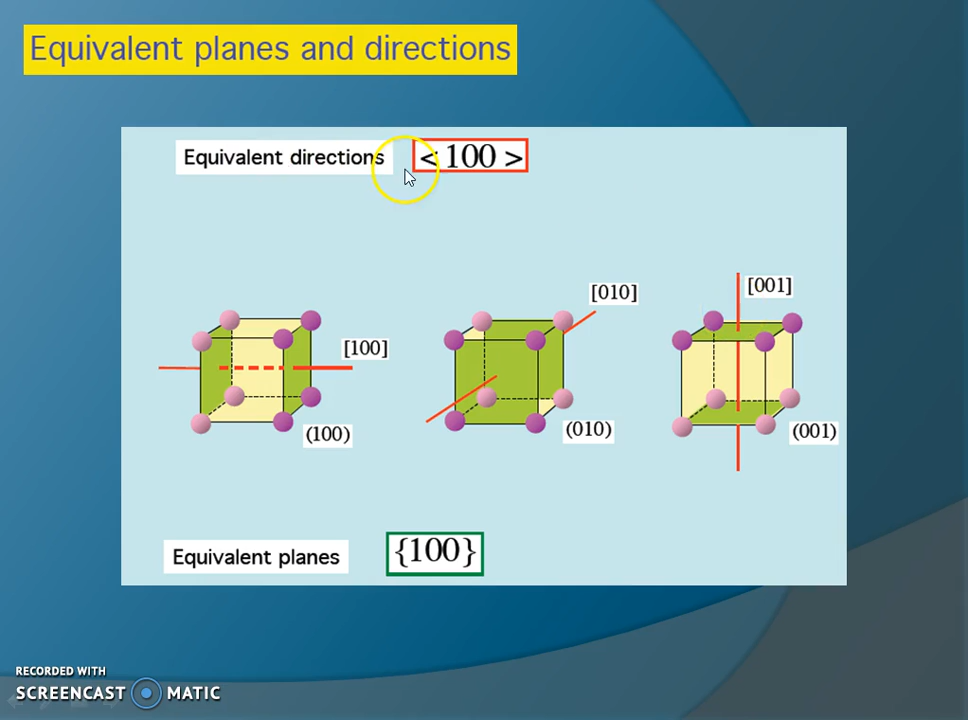 Equivalent planes and directions
Equivalent directions < 100 >
[001]
[010]
[100]
(100)
(010)
(001)
Equivalent planes {100}
RECORDED WITH
SCREENCAST MATIC